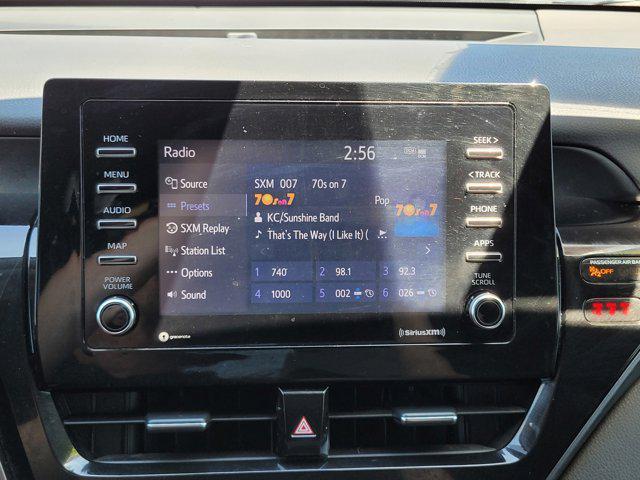 HOME
MENU
AUDIO
MAP
POWER
VOLUME
Radio
2:56
Source
Presets
SXM Replay
Station List
Options
Sound
SXM 007 70s on 7
70s on 7
Pop
70s on 7
KC/Sunshine Band
That's The Way (I Like It) (
1 740
2 98.1
3 92.3
4 1000
5 002
6 026
SEEK >
< TRACK
PHONE
APPS
TUNE
SCROLL
gracenote
SiriusXM
PASSENGER AIR BAG
OFF